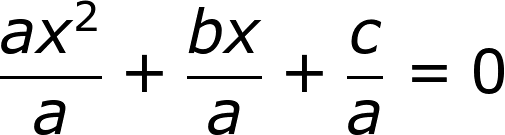 ax²/a + bx/a + c/a = 0